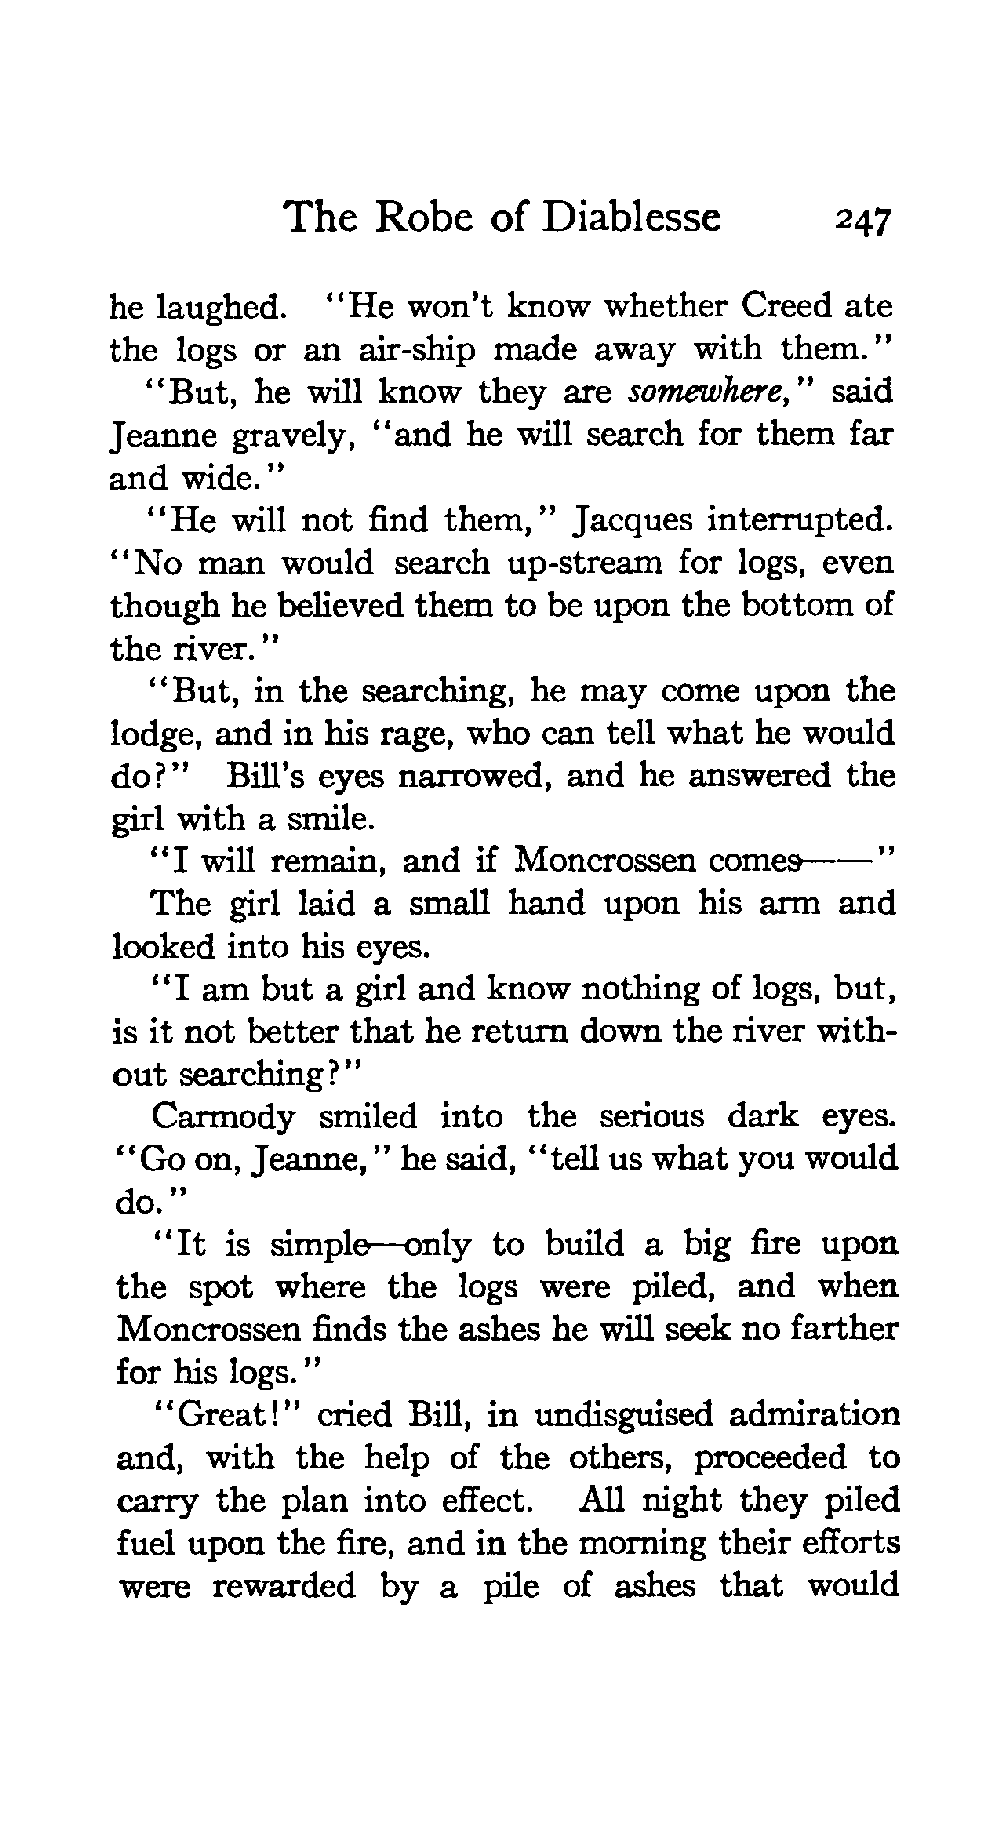 The Robe of Diablesse 247
he laughed. "He won't know whether Creed ate
the logs or an air-ship made away with them."
"But, he will know they are somewhere," said
Jeanne gravely, "and he will search for them far
and wide."
"He will not find them," Jacques interrupted.
"No man would search up-stream for logs, even
though he believed them to be upon the bottom of
the river."
"But, in the searching, he may come upon the
lodge, and in his rage, who can tell what he would
do?" Bill's eyes narrowed, and he answered the
girl with a smile.
"I will remain, and if Moncrossen comes——"
The girl laid a small hand upon his arm and
looked into his eyes.
"I am but a girl and know nothing of logs, but,
is it not better that he return down the river with-
out searching?"
Carmody smiled into the serious dark eyes.
"Go on, Jeanne," he said, "tell us what you would
do."
"It is simple—only to build a big fire upon
the spot where the logs were piled, and when
Moncrossen finds the ashes he will seek no farther
for his logs."
"Great!" cried Bill, in undisguised admiration
and, with the help of the others, proceeded to
carry the plan into effect. All night they piled
fuel upon the fire, and in the morning their efforts
were rewarded by a pile of ashes that would